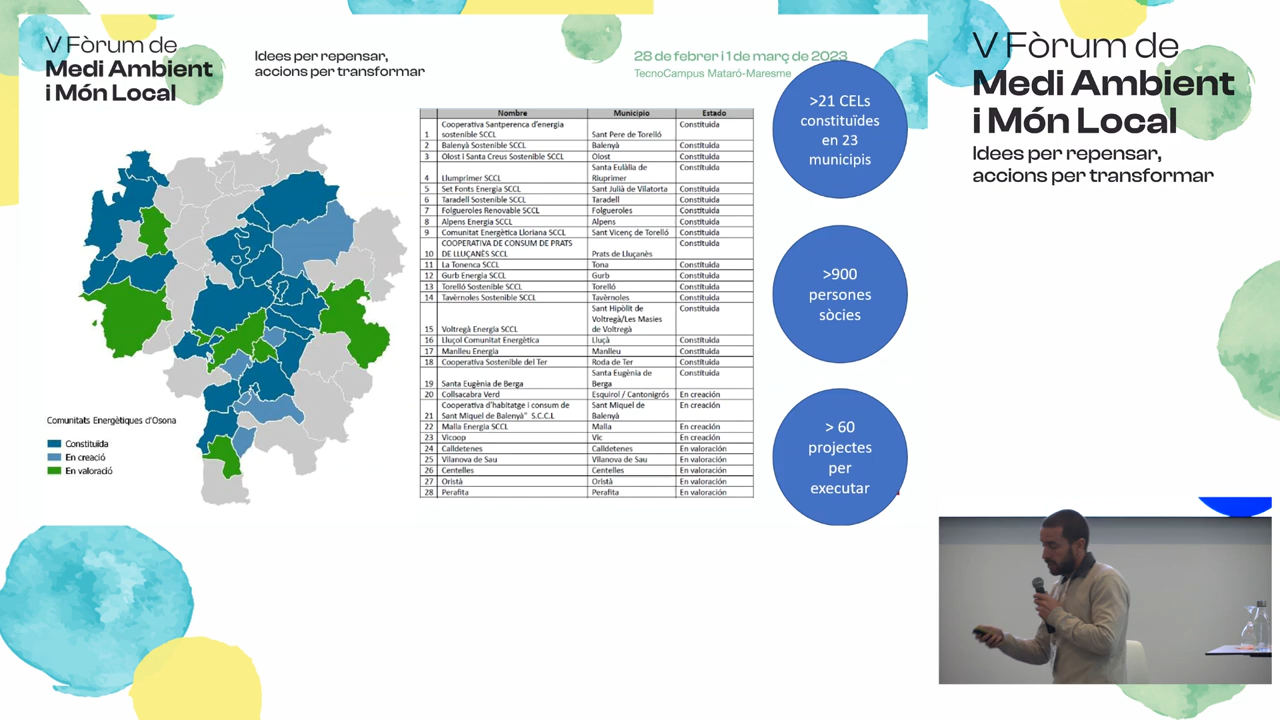 V Fòrum de
Medi Ambient
i Món Local
Idees per repensar,
accions per transformar
28 de febrer i 1 de març de 2023
TecnoCampus Mataró-Maresme
Comunitats Energètiques d'Osona
Constituïda
En creació
En valoració
Nombre Municipio Estado
1 Cooperativa Santperenca d'energia sostenible SCCL Sant Pere de Torelló Constituida
2 Balenyà Sostenible SCCL Balenyà Constituida
3 Olost i Santa Creus Sostenible SCCL Olost Constituida
4 Llumprimer SCCL Santa Eulàlia de Riuprimer Constituida
5 Set Fonts Energia SCCL Sant Julià de Vilatorta Constituida
6 Taradell Sostenible SCCL Taradell Constituida
7 Folgueroles Renovable SCCL Folgueroles Constituida
8 Alpens Energia SCCL Alpens Constituida
9 Comunitat Energètica Lloriana SCCL Sant Vicenç de Torelló Constituida
10 COOPERATIVA DE CONSUM DE PRATS DE LLUÇANÈS SCCL Prats de Lluçanès Constituida
11 La Tonenca SCCL Tona Constituida
12 Gurb Energia SCCL Gurb Constituida
13 Torelló Sostenible SCCL Torelló Constituida
14 Tavèrnoles Sostenible SCCL Tavèrnoles Constituida
15 Voltregà Energia SCCL Sant Hipòlit de Voltregà/Les Masies de Voltregà Constituida
16 Lluçol Comunitat Energètica Lluçà Constituida
17 Manlleu Energia Manlleu Constituida
18 Cooperativa Sostenible del Ter Roda de Ter Constituida
19 Santa Eugènia de Berga Santa Eugènia de Berga Constituida
20 Collsacabra Verd Esquirol / Cantonigrós En creación
21 Cooperativa d'habitatge i consum de Sant Miquel de Balenyà" S.C.C.L Sant Miquel de Balenyà En creación
22 Malla Energia SCCL Malla En creación
23 Vicoop Vic En creación
24 Calldetenes Calldetenes En valoración
25 Vilanova de Sau Vilanova de Sau En valoración
26 Centelles Centelles En valoración
27 Oristà Oristà En valoración
28 Perafita Perafita En valoración
>21 CELs
constituïdes
en 23
municipis
>900
persones
sòcies
> 60
projectes
per
executar
V Fòrum de
Medi Ambient
i Món Local
Idees per repensar,
accions per transformar